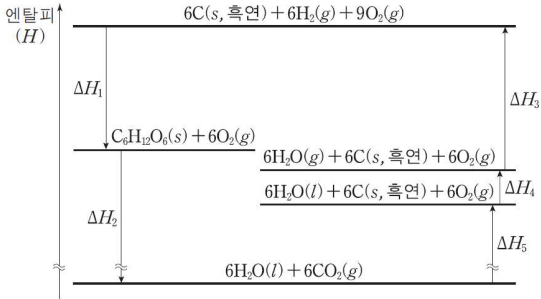 엔탈피
(H)
6C(s, 흑연)+6H₂(g)+9O₂(g)
ΔH₁
ΔH₃
C₆H₁₂O₆(s)+6O₂(g)
6H₂O(g)+6C(s, 흑연)+6O₂(g)
6H₂O(l)+6C(s, 흑연)+6O₂(g)
ΔH₄
ΔH₂
ΔH₅
6H₂O(l)+6CO₂(g)